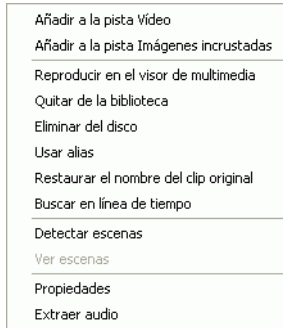 Añadir a la pista Vídeo
Añadir a la pista Imágenes incrustadas
Reproducir en el visor de multimedia
Quitar de la biblioteca
Eliminar del disco
Usar alias
Restaurar el nombre del clip original
Buscar en línea de tiempo
Detectar escenas
Ver escenas
Propiedades
Extraer audio